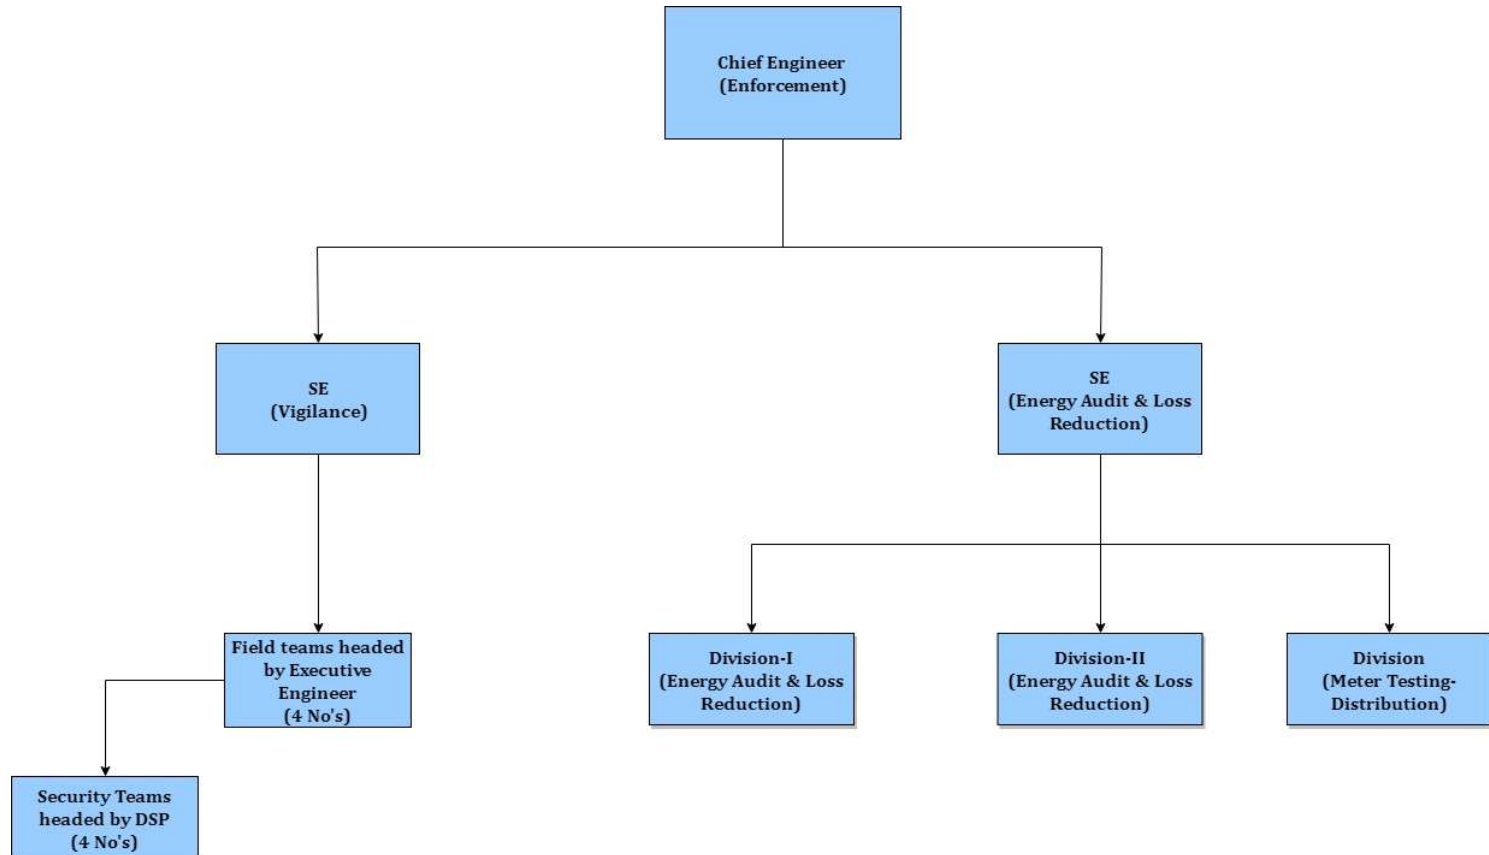 Chief Engineer
(Enforcement)
SE
(Vigilance)
SE
(Energy Audit & Loss
Reduction)
Field teams headed
by Executive
Engineer
(4 No's)
Division-I
(Energy Audit & Loss
Reduction)
Division-II
(Energy Audit & Loss
Reduction)
Division
(Meter Testing-
Distribution)
Security Teams
headed by DSP
(4 No's)